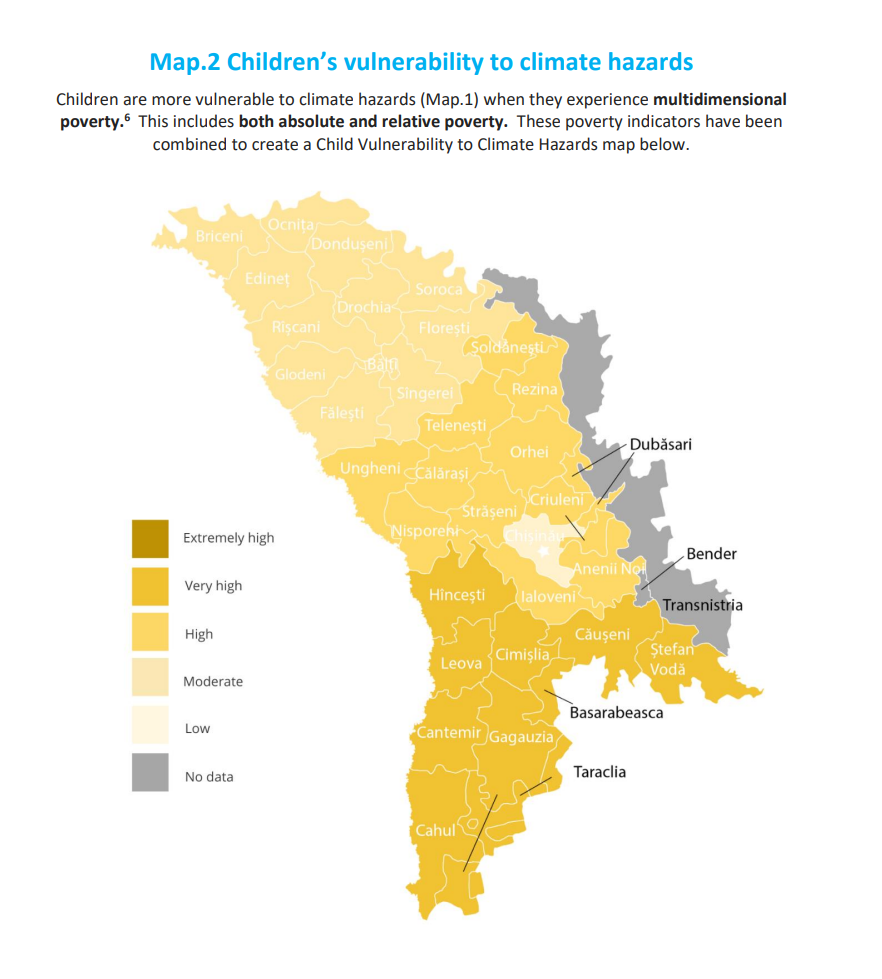 Map.2 Children's vulnerability to climate hazards
Children are more vulnerable to climate hazards (Map.1) when they experience multidimensional
poverty.6 This includes both absolute and relative poverty. These poverty indicators have been
combined to create a Child Vulnerability to Climate Hazards map below.
Ocnița
Briceni
Dondușeni
Edineț
Soroca
Drochia
Rîșcani
Florești
Șoldănești
Bălți
Glodeni
Rezina
Sîngerei
Fălești
Telenești
Dubăsari
Orhei
Ungheni
Călărași
Criuleni
Strășeni
Nisporeni
Chișinău
Extremely high
Bender
Anenii Noi
Very high
Hîncești
Ialoveni
Transnistria
High
Căușeni
Ștefan
Vodă
Cimișlia
Leova
Moderate
Basarabeasca
Low
Cantemir
Gagauzia
Taraclia
No data
Cahul